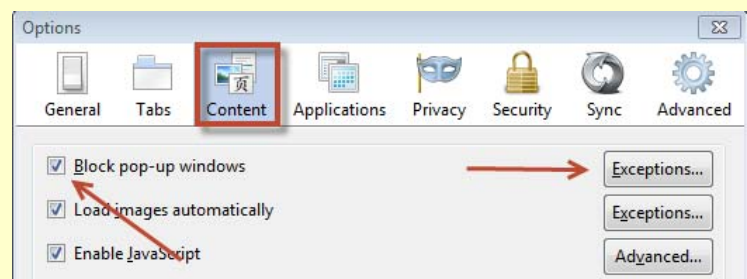 Options
General Tabs Content Applications Privacy Security Sync Advanced
页
Block pop-up windows Exceptions...
Load images automatically Exceptions...
Enable JavaScript Advanced...